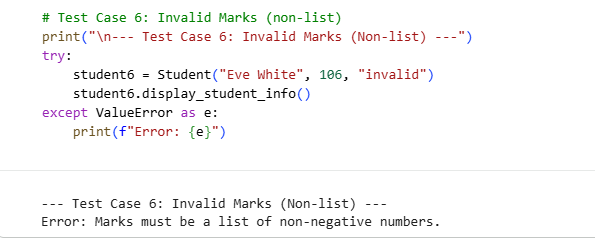 # Test Case 6: Invalid Marks (non-list)
print("\n--- Test Case 6: Invalid Marks (Non-list) ---")
try:
    student6 = Student("Eve White", 106, "invalid")
    student6.display_student_info()
except ValueError as e:
    print(f"Error: {e}")
--- Test Case 6: Invalid Marks (Non-list) ---
Error: Marks must be a list of non-negative numbers.